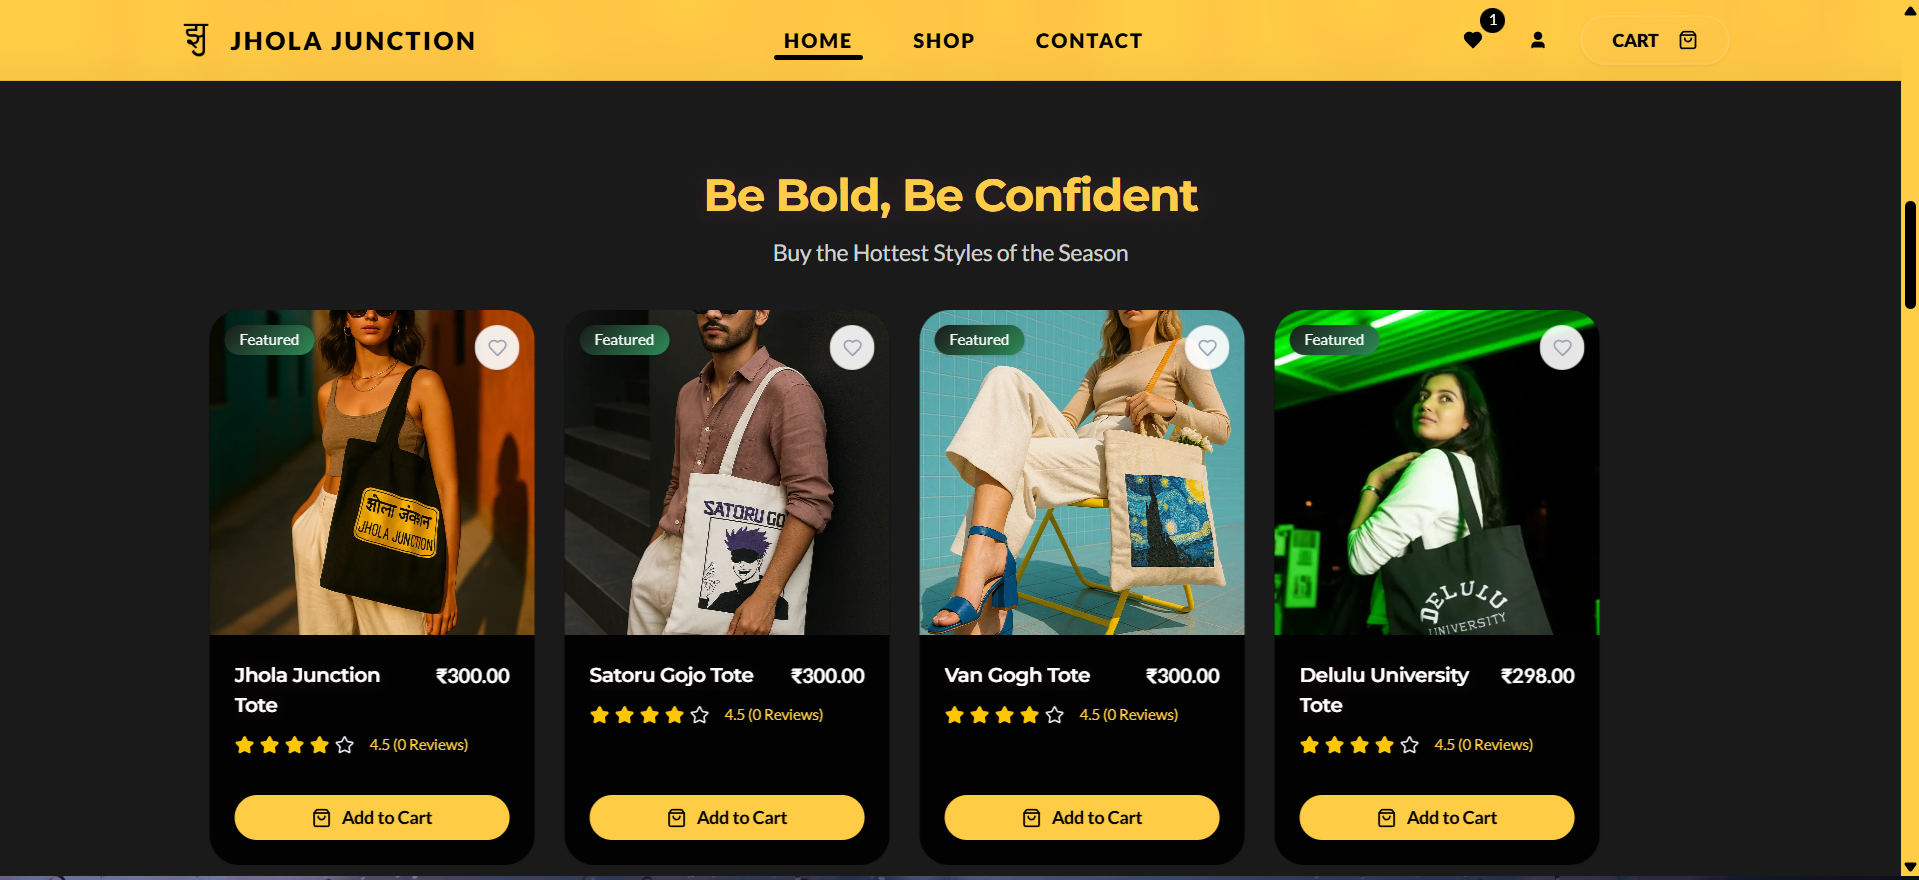 झु JHOLA JUNCTION
HOME
SHOP
CONTACT
1
CART
Be Bold, Be Confident
Buy the Hottest Styles of the Season
Featured
झोला जंक्शन
JHOLA JUNCTION
Jhola Junction
Tote
₹300.00
4.5 (0 Reviews)
Add to Cart
Featured
SATORU GO
Satoru Gojo Tote
₹300.00
4.5 (0 Reviews)
Add to Cart
Featured
Van Gogh Tote
₹300.00
4.5 (0 Reviews)
Add to Cart
Featured
DELULU
UNIVERSITY
Delulu University
Tote
₹298.00
4.5 (0 Reviews)
Add to Cart